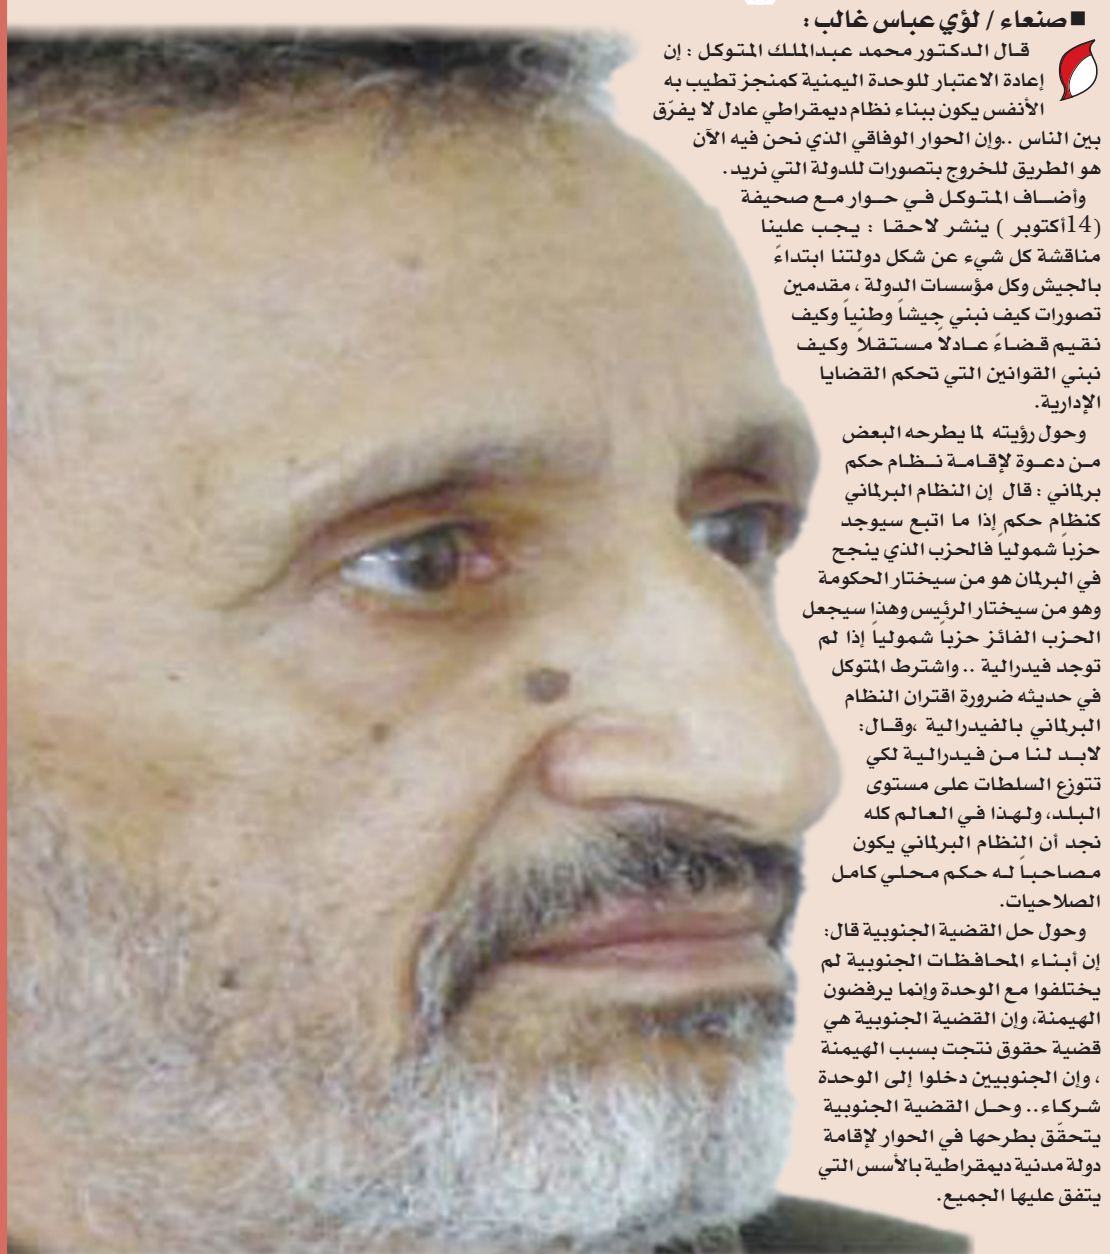 ■ صنعاء / لؤي عباس غالب :
قال الدكتور محمد عبدالملك المتوكل : إن
إعادة الاعتبار للوحدة اليمنية كمنجز تطيب به
الأنفس يكون ببناء نظام ديمقراطي عادل لا يفرّق
بين الناس ..وإن الحوار الوفاقي الذي نحن فيه الآن
هو الطريق للخروج بتصورات للدولة التي نريد .
وأضاف المتوكل في حوار مع صحيفة
(14أكتوبر ) ينشر لاحقا : يجب علينا
مناقشة كل شيء عن شكل دولتنا ابتداءً
بالجيش وكل مؤسسات الدولة ، مقدمين
تصورات كيف نبني جيشاً وطنياً وكيف
نقيم قضاءً عادلاً مستقلاً وكيف
نبني القوانين التي تحكم القضايا
الإدارية.
وحول رؤيته لما يطرحه البعض
من دعوة لإقامة نظام حكم
برلماني : قال إن النظام البرلماني
كنظام حكم إذا ما اتبع سيوجد
حزباً شمولياً فالحزب الذي ينجح
في البرلمان هو من سيختار الحكومة
وهو من سيختار الرئيس وهذا سيجعل
الحزب الفائز حزباً شمولياً إذا لم
توجد فيدرالية .. واشترط المتوكل
في حديثه ضرورة اقتران النظام
البرلماني بالفيدرالية ،وقال:
لابد لنا من فيدرالية لكي
تتوزع السلطات على مستوى
البلد، ولهذا في العالم كله
نجد أن النظام البرلماني يكون
مصاحباً له حكم محلي كامل
الصلاحيات.
وحول حل القضية الجنوبية قال:
إن أبناء المحافظات الجنوبية لم
يختلفوا مع الوحدة وإنما يرفضون
الهيمنة، وإن القضية الجنوبية هي
قضية حقوق نتجت بسبب الهيمنة
، وإن الجنوبيين دخلوا إلى الوحدة
شركاء.. وحل القضية الجنوبية
يتحقّق بطرحها في الحوار لإقامة
دولة مدنية ديمقراطية بالأسس التي
يتفق عليها الجميع.